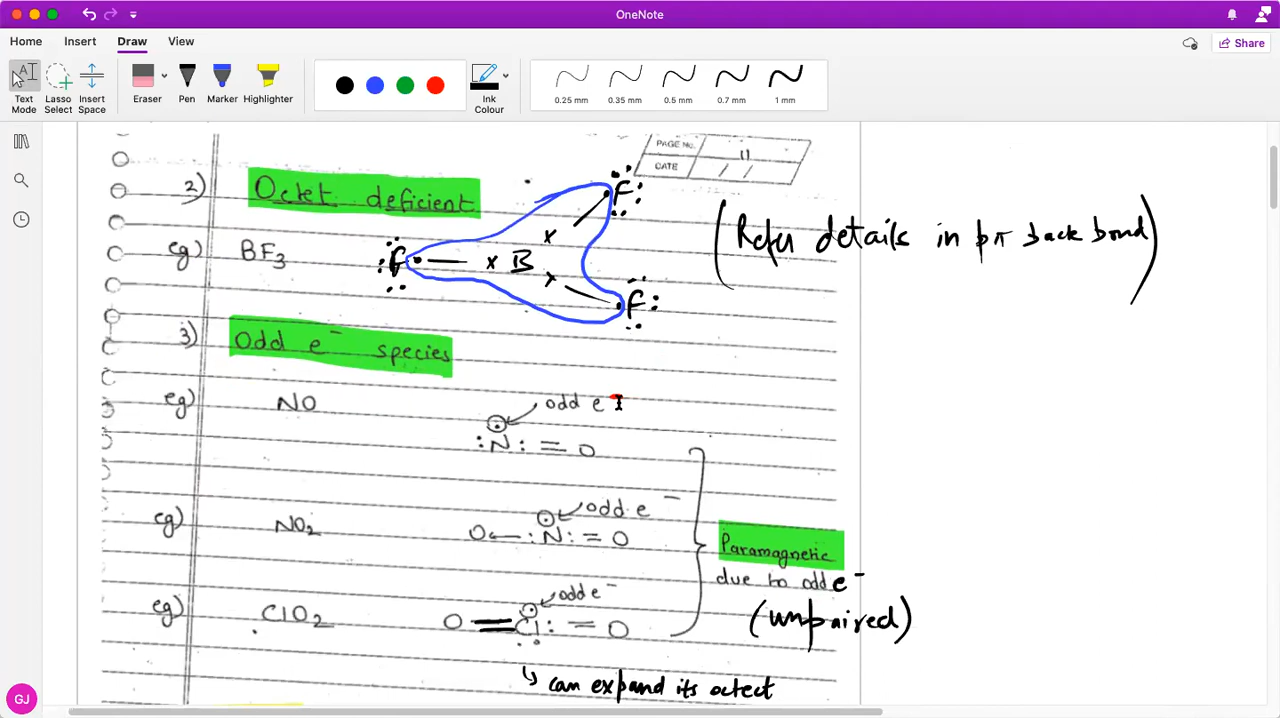 OneNote
Home Insert Draw View
Share
Text Mode
Lasso Select
Insert Space
Eraser
Pen
Marker
Highlighter
Ink Colour
0.25 mm 0.35 mm 0.5 mm 0.7 mm 1 mm
PAGE No. 11
DATE / /
2) Octet deficient
(Refer details in pπ back bond)
eg) BF3
F
F x B x x
F
3) Odd e⁻ species
eg) NO
odd e⁻
:N: = O
eg) NO2
odd e⁻
O← :N: = O
Paramagnetic
due to odd e⁻
(unpaired)
eg) ClO2
odd e⁻
O = Cl: = O
↳ can expand its octect
GJ